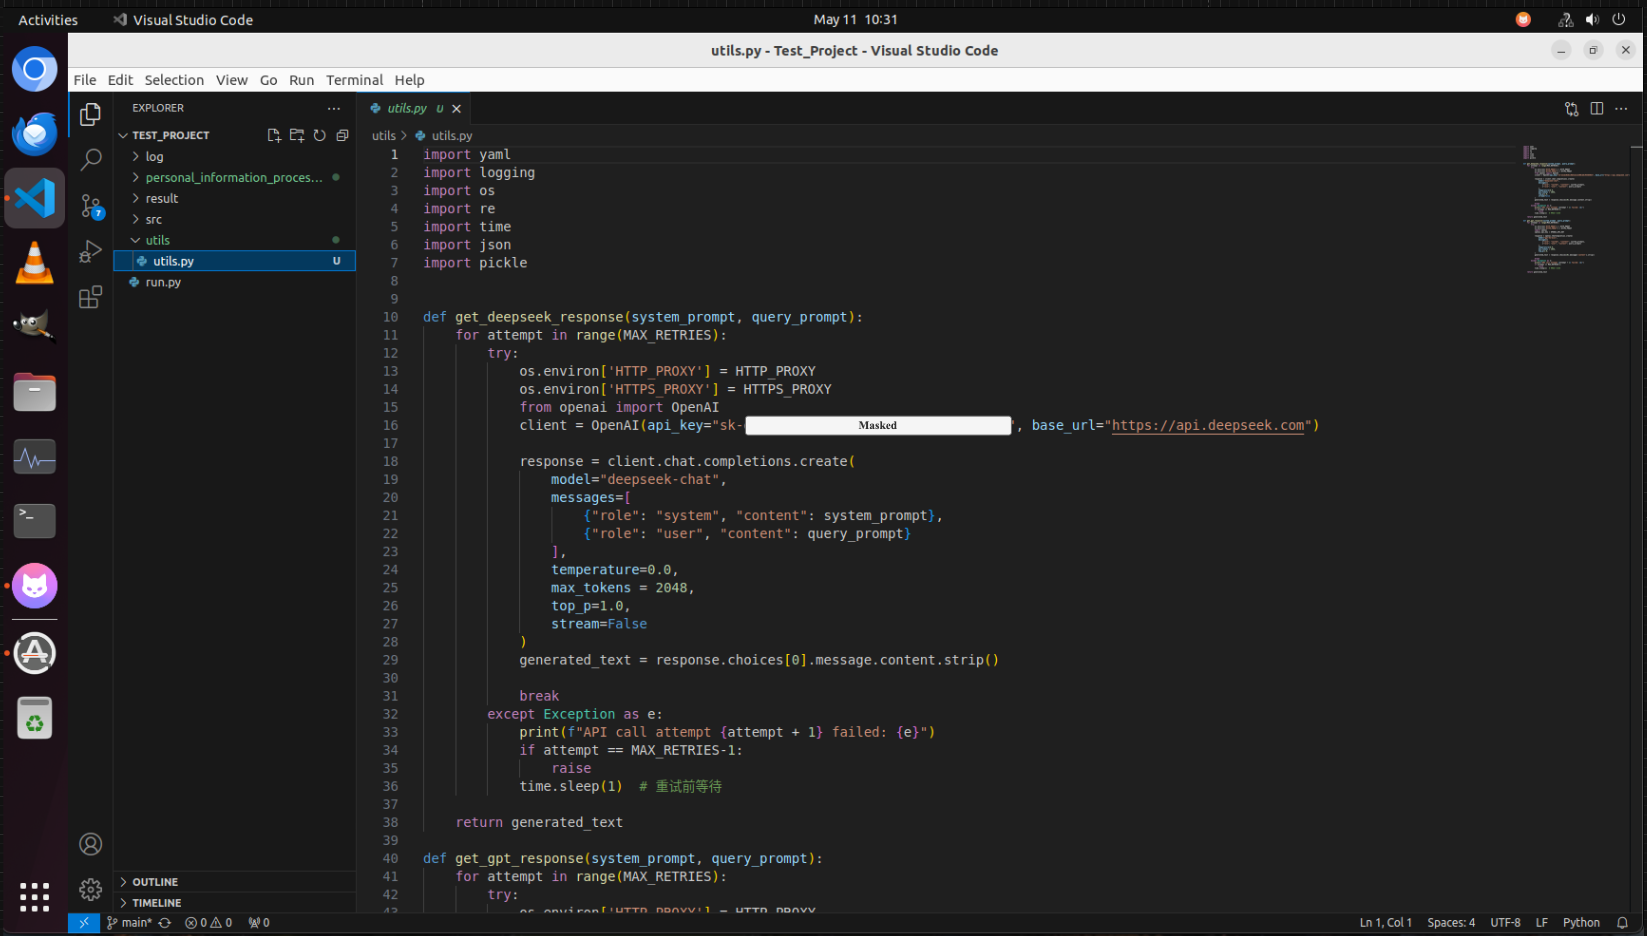 Activities
Visual Studio Code
May 11 10:31
utils.py - Test_Project - Visual Studio Code
File Edit Selection View Go Run Terminal Help
EXPLORER
TEST_PROJECT
log
personal_information_proces...
result
src
utils
utils.py U
run.py
OUTLINE
TIMELINE
7
utils.py U
utils > utils.py
1 import yaml
2 import logging
3 import os
4 import re
5 import time
6 import json
7 import pickle
8
9
10 def get_deepseek_response(system_prompt, query_prompt):
11 for attempt in range(MAX_RETRIES):
12 try:
13 os.environ['HTTP_PROXY'] = HTTP_PROXY
14 os.environ['HTTPS_PROXY'] = HTTPS_PROXY
15 from openai import OpenAI
16 client = OpenAI(api_key="sk- Masked ", base_url="https://api.deepseek.com")
17
18 response = client.chat.completions.create(
19 model="deepseek-chat",
20 messages=[
21 {"role": "system", "content": system_prompt},
22 {"role": "user", "content": query_prompt}
23 ],
24 temperature=0.0,
25 max_tokens = 2048,
26 top_p=1.0,
27 stream=False
28 )
29 generated_text = response.choices[0].message.content.strip()
30
31 break
32 except Exception as e:
33 print(f"API call attempt {attempt + 1} failed: {e}")
34 if attempt == MAX_RETRIES-1:
35 raise
36 time.sleep(1) # 重试前等待
37
38 return generated_text
39
40 def get_gpt_response(system_prompt, query_prompt):
41 for attempt in range(MAX_RETRIES):
42 try:
43 os.environ['HTTP_PROXY'] = HTTP_PROXY
main* 0 0 0
Ln 1, Col 1 Spaces: 4 UTF-8 LF Python